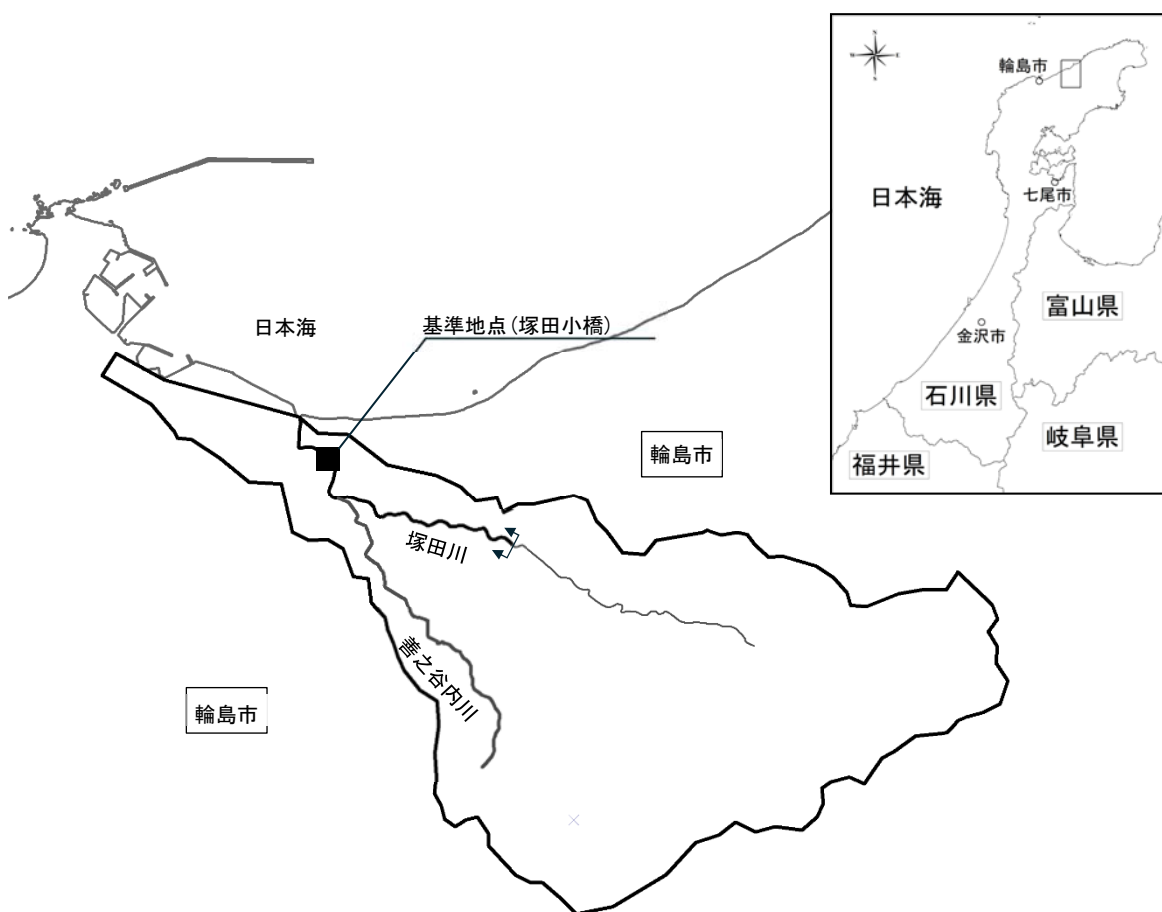 輪島市
日本海
七尾市
富山県
金沢市
石川県
岐阜県
福井県
日本海
基準地点(塚田小橋)
輪島市
塚田川
善之谷内川
輪島市